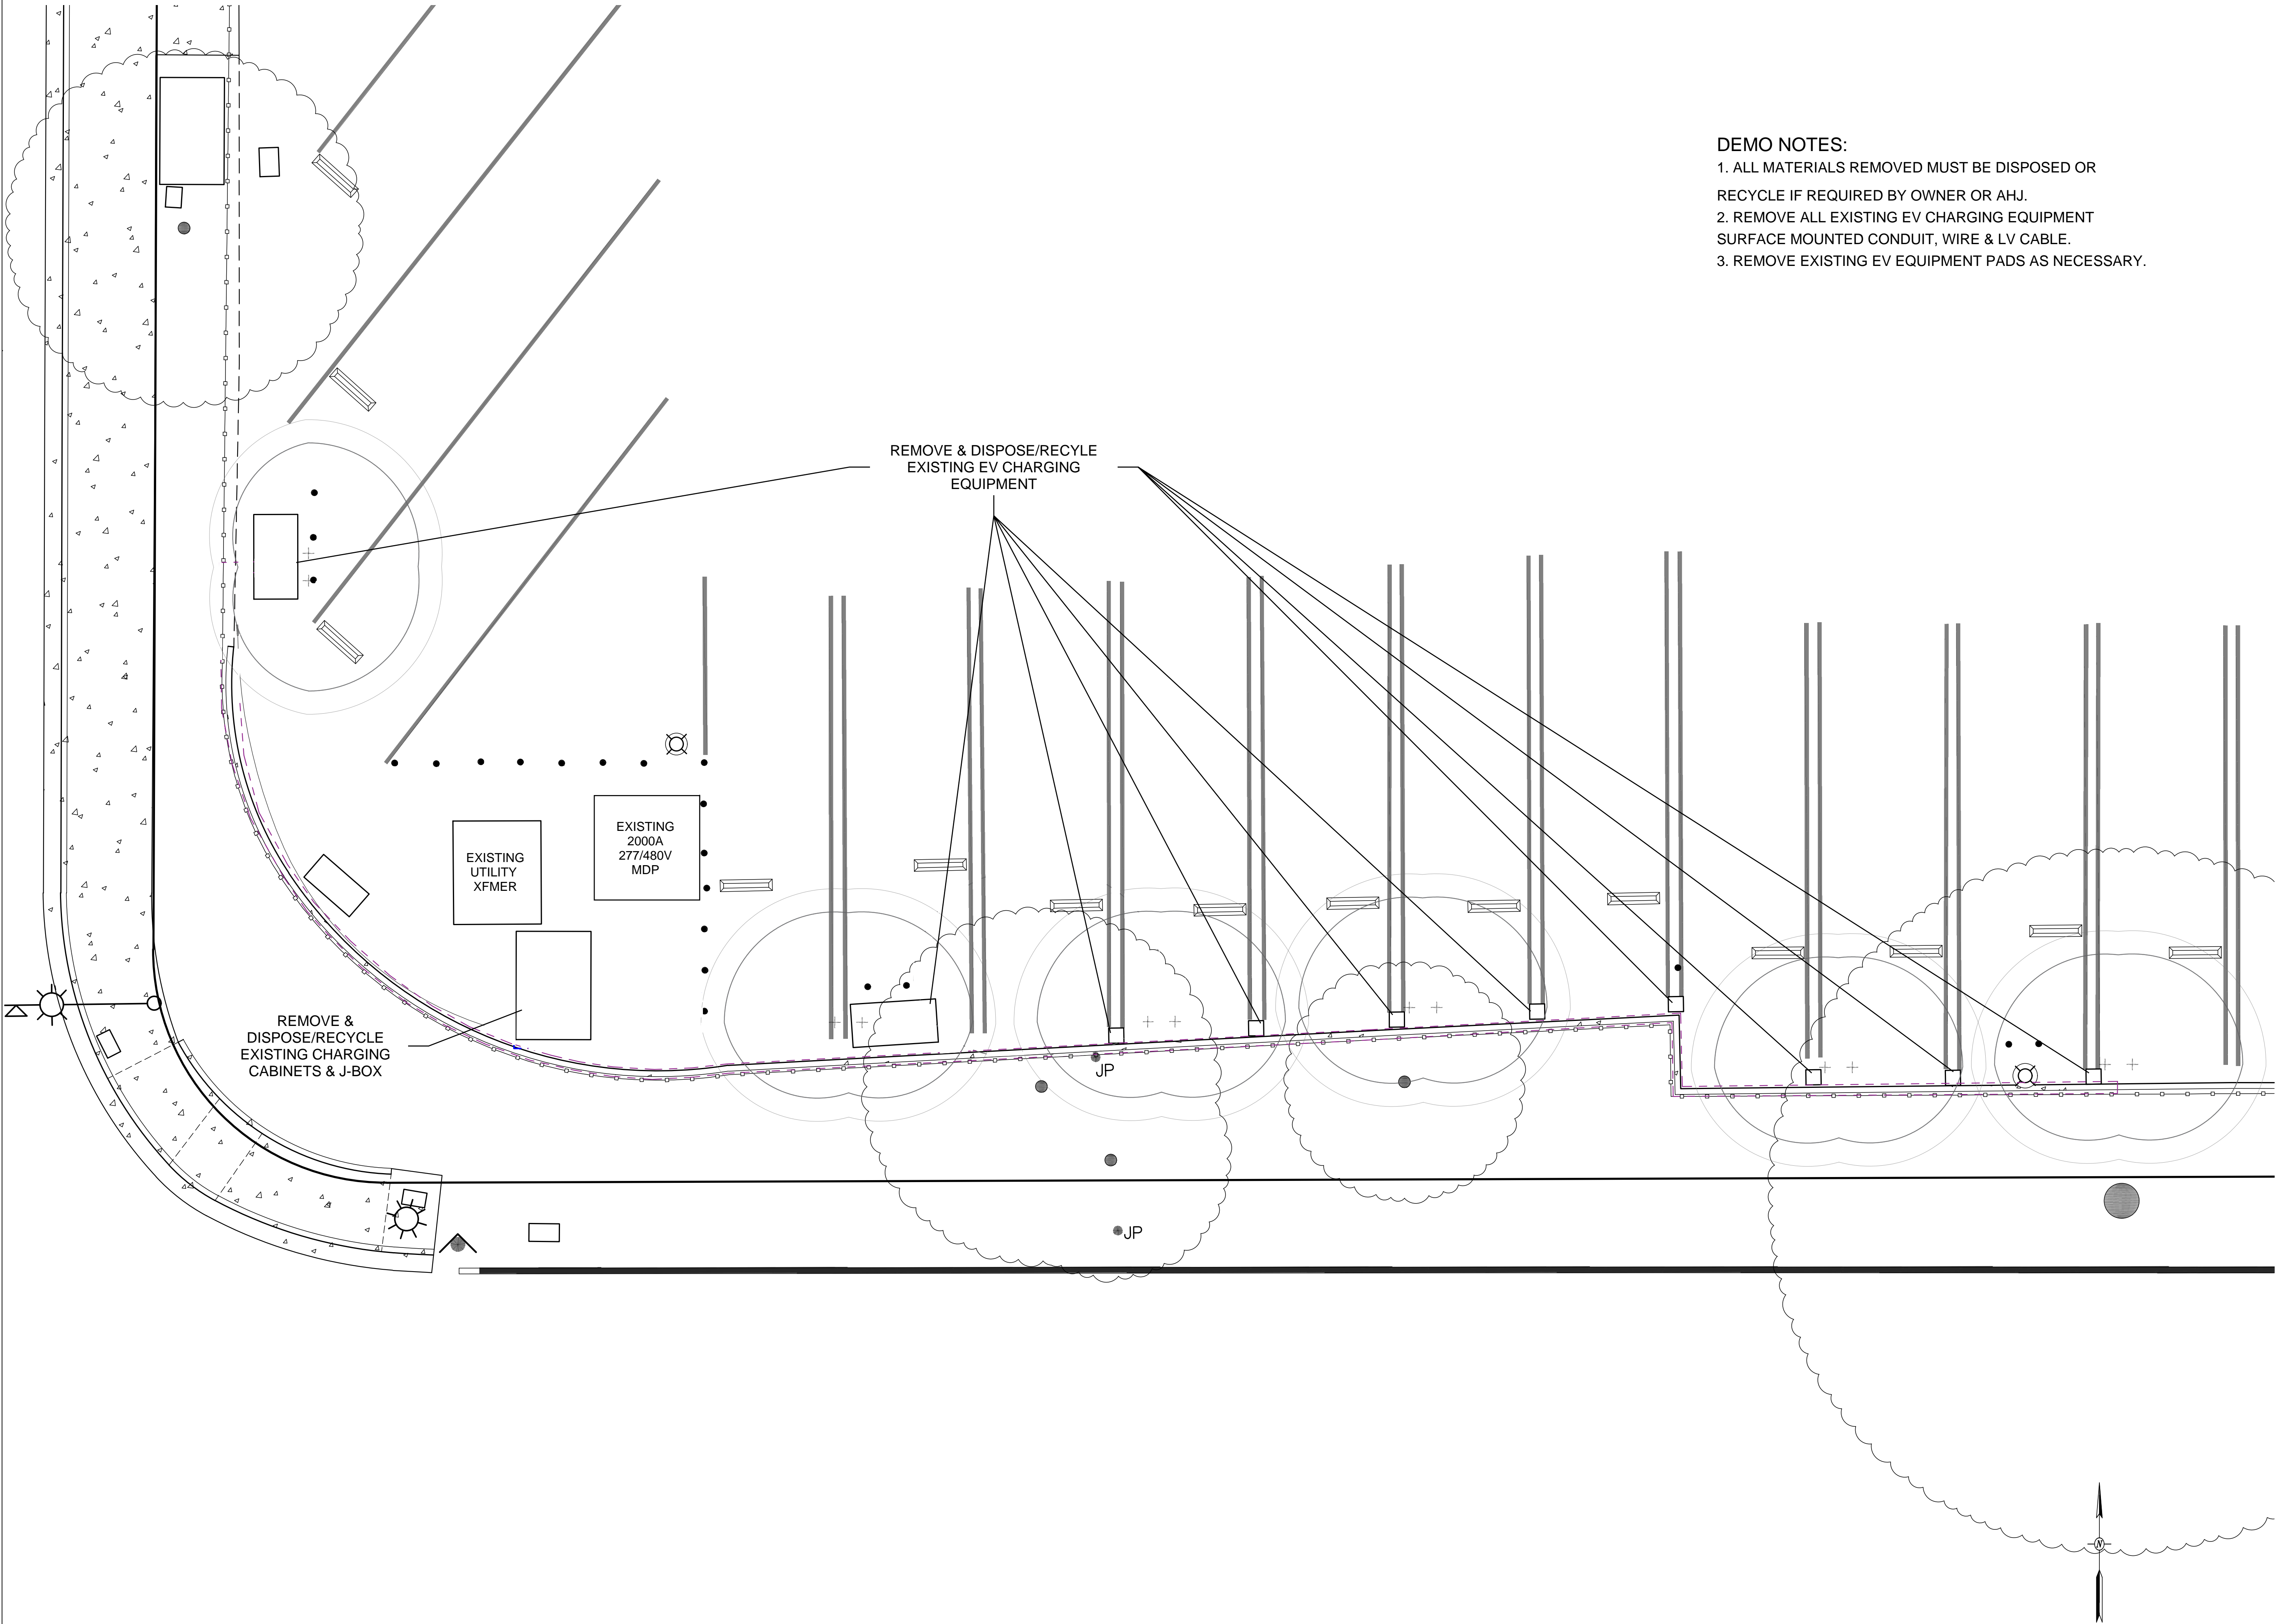 DEMO NOTES:
1. ALL MATERIALS REMOVED MUST BE DISPOSED OR
RECYCLE IF REQUIRED BY OWNER OR AHJ.
2. REMOVE ALL EXISTING EV CHARGING EQUIPMENT
SURFACE MOUNTED CONDUIT, WIRE & LV CABLE.
3. REMOVE EXISTING EV EQUIPMENT PADS AS NECESSARY.
REMOVE & DISPOSE/RECYLE
EXISTING EV CHARGING
EQUIPMENT
EXISTING
2000A
277/480V
MDP
EXISTING
UTILITY
XFMER
REMOVE &
DISPOSE/RECYCLE
EXISTING CHARGING
CABINETS & J-BOX
JP
JP
N